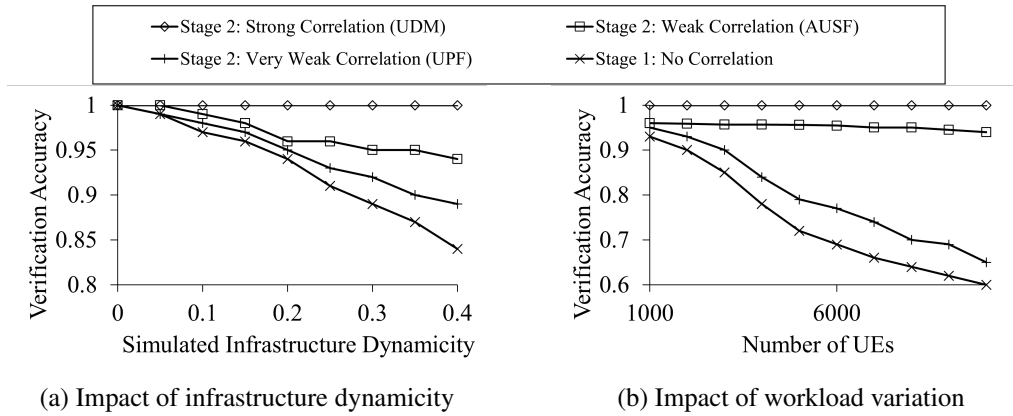 Stage 2: Strong Correlation (UDM)
Stage 2: Weak Correlation (AUSF)
Stage 2: Very Weak Correlation (UPF)
Stage 1: No Correlation
Verification Accuracy
1
0.95
0.9
0.85
0.8
0 0.1 0.2 0.3 0.4
Simulated Infrastructure Dynamicity
(a) Impact of infrastructure dynamicity
Verification Accuracy
1
0.9
0.8
0.7
0.6
1000 6000
Number of UEs
(b) Impact of workload variation